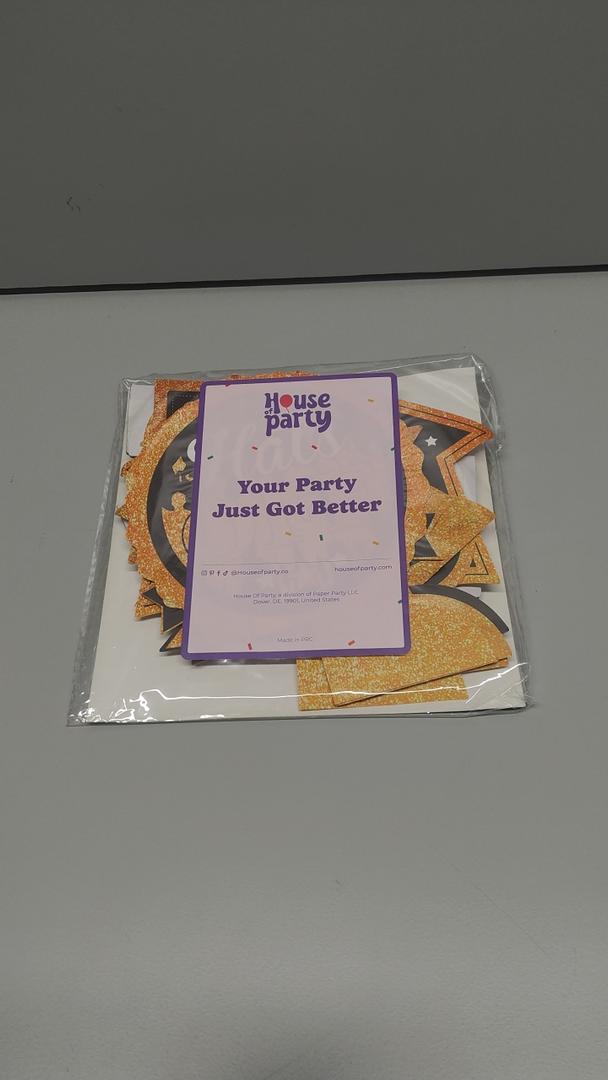 House
of
party
Your Party
Just Got Better
@Houseofparty.co houseofparty.com
House Of Party, a division of Paper Party LLC
Dover, DE, 19901, United States
Made in PRC